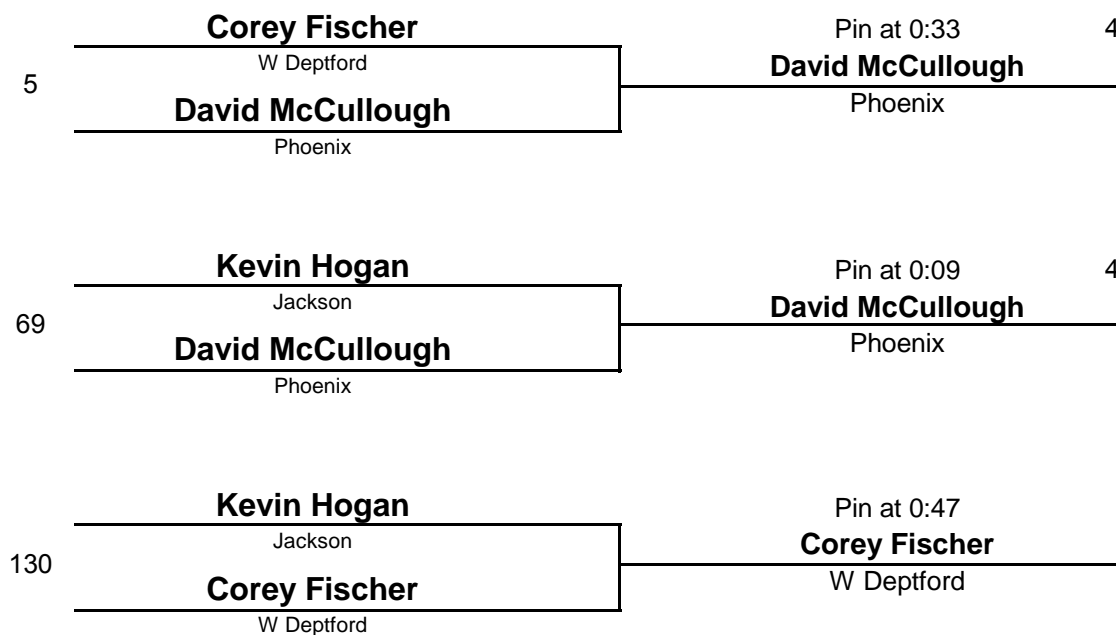 Corey Fischer
W Deptford
5
David McCullough
Phoenix
Pin at 0:33
4
David McCullough
Phoenix
Kevin Hogan
Jackson
69
David McCullough
Phoenix
Pin at 0:09
4
David McCullough
Phoenix
Kevin Hogan
Jackson
130
Corey Fischer
W Deptford
Pin at 0:47
Corey Fischer
W Deptford